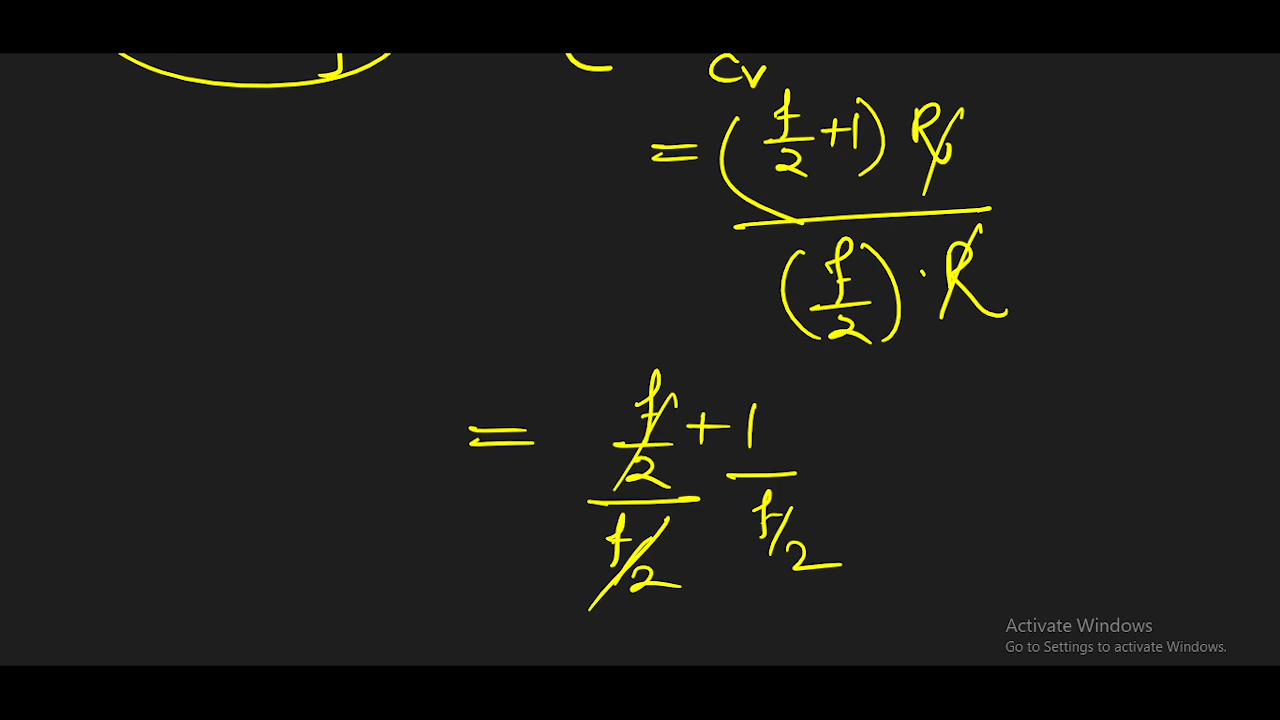 Cv
= (f/2 + 1) R
(f/2) · R
= f/2 + 1
f/2 f/2
Activate Windows
Go to Settings to activate Windows.